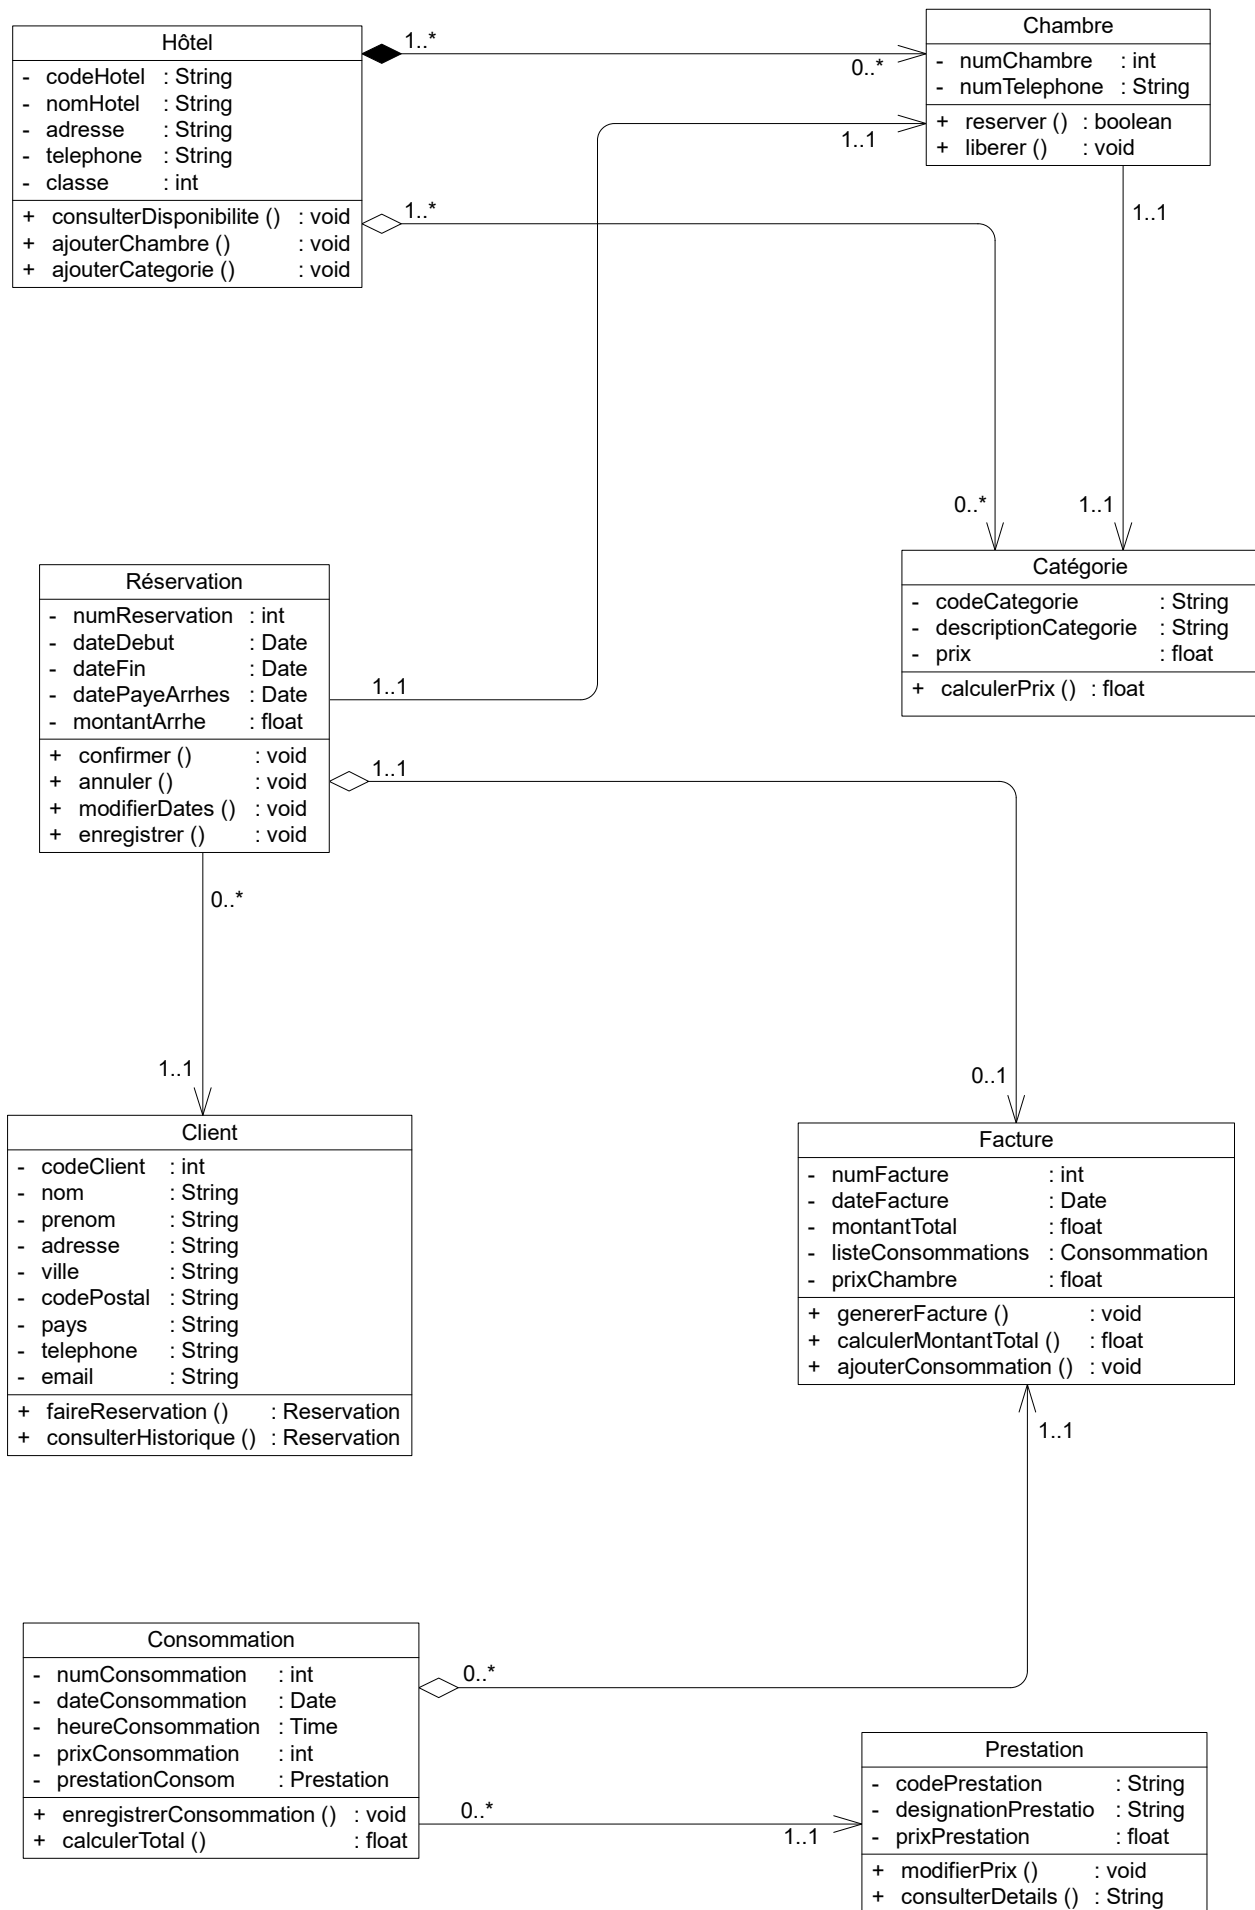 Hôtel
- codeHotel : String
- nomHotel : String
- adresse : String
- telephone : String
- classe : int
+ consulterDisponibilite () : void
+ ajouterChambre () : void
+ ajouterCategorie () : void
1..*
0..*
Chambre
- numChambre : int
- numTelephone : String
+ reserver () : boolean
+ liberer () : void
1..1
1..*
1..1
0..*
1..1
Catégorie
- codeCategorie : String
- descriptionCategorie : String
- prix : float
+ calculerPrix () : float
Réservation
- numReservation : int
- dateDebut : Date
- dateFin : Date
- datePayeArrhes : Date
- montantArrhe : float
+ confirmer () : void
+ annuler () : void
+ modifierDates () : void
+ enregistrer () : void
1..1
1..1
0..*
1..1
0..1
Client
- codeClient : int
- nom : String
- prenom : String
- adresse : String
- ville : String
- codePostal : String
- pays : String
- telephone : String
- email : String
+ faireReservation () : Reservation
+ consulterHistorique () : Reservation
Facture
- numFacture : int
- dateFacture : Date
- montantTotal : float
- listeConsommations : Consommation
- prixChambre : float
+ genererFacture () : void
+ calculerMontantTotal () : float
+ ajouterConsommation () : void
1..1
Consommation
- numConsommation : int
- dateConsommation : Date
- heureConsommation : Time
- prixConsommation : int
- prestationConsom : Prestation
+ enregistrerConsommation () : void
+ calculerTotal () : float
0..*
0..*
1..1
Prestation
- codePrestation : String
- designationPrestatio : String
- prixPrestation : float
+ modifierPrix () : void
+ consulterDetails () : String